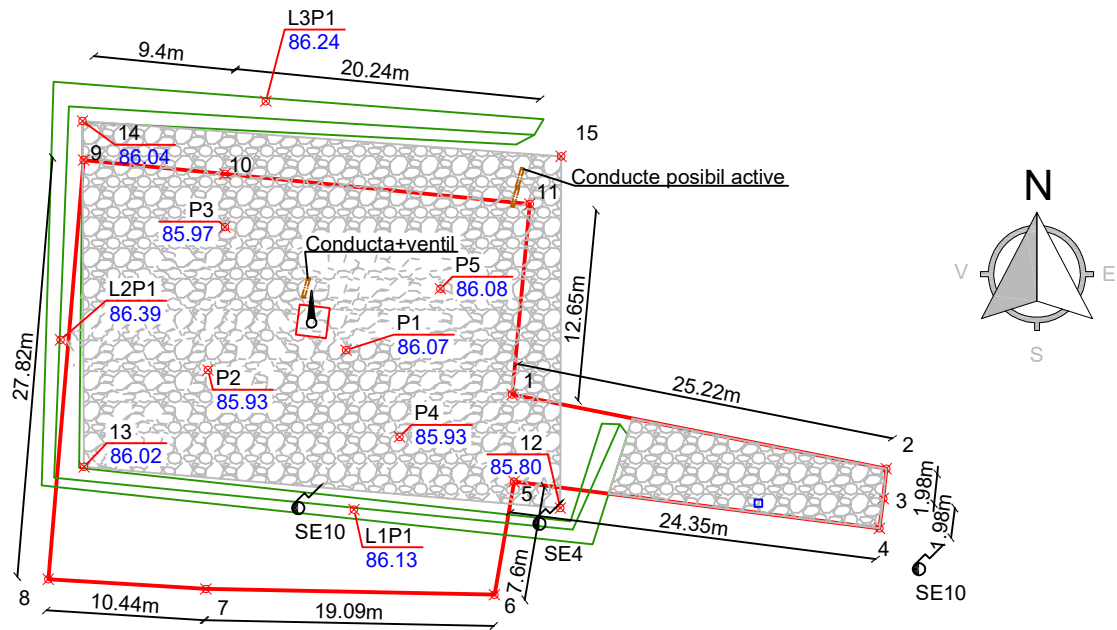 L3P1
86.24
9.4m
20.24m
14
86.04
15
9
10
11
Conducte posibil active
N
V
E
S
P3
85.97
Conducta+ventil
P5
86.08
L2P1
86.39
P1
86.07
12.65m
27.82m
1
25.22m
P2
85.93
P4
85.93
13
86.02
12
85.80
2
1.98m
3
1.98m
5
24.35m
4
SE10
L1P1
86.13
SE4
7.6m
SE10
8
10.44m
7
19.09m
6